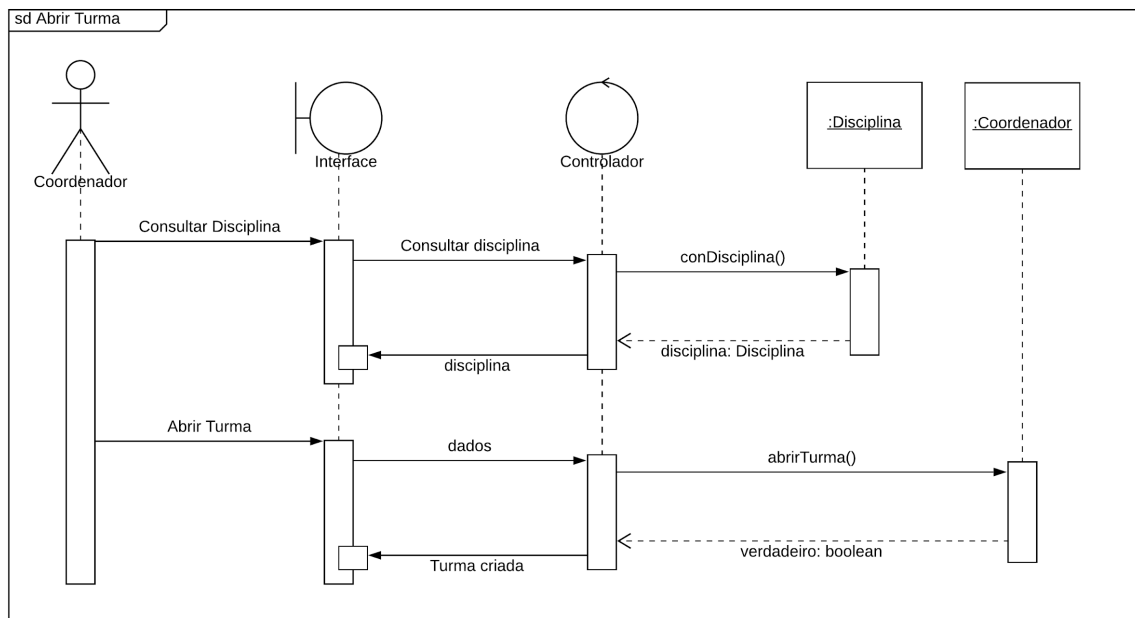 sd Abrir Turma
:Disciplina
:Coordenador
Interface
Controlador
Coordenador
Consultar Disciplina
Consultar disciplina
conDisciplina()
disciplina: Disciplina
disciplina
Abrir Turma
dados
abrirTurma()
verdadeiro: boolean
Turma criada